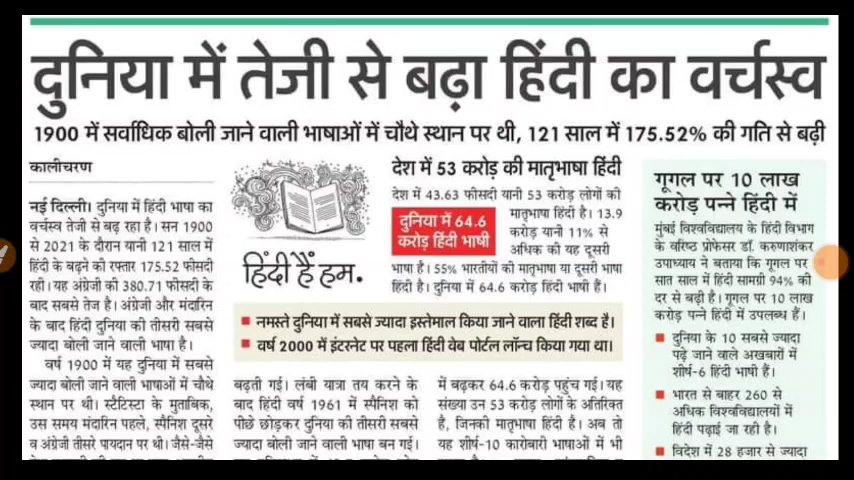 दुनिया में तेजी से बढ़ा हिंदी का वर्चस्व
1900 में सर्वाधिक बोली जाने वाली भाषाओं में चौथे स्थान पर थी, 121 साल में 175.52% की गति से बढ़ी
कालीचरण
नई दिल्ली। दुनिया में हिंदी भाषा का
वर्चस्व तेजी से बढ़ रहा है। सन 1900
से 2021 के दौरान यानी 121 साल में
हिंदी के बढ़ने की रफ्तार 175.52 फीसदी
रही। यह अंग्रेजी की 380.71 फीसदी के
बाद सबसे तेज है। अंग्रेजी और मंदारिन
के बाद हिंदी दुनिया की तीसरी सबसे
ज्यादा बोली जाने वाली भाषा है।
वर्ष 1900 में यह दुनिया में सबसे
ज्यादा बोली जाने वाली भाषाओं में चौथे
स्थान पर थी। स्टैटिस्टा के मुताबिक,
उस समय मंदारिन पहले, स्पैनिश दूसरे
व अंग्रेजी तीसरे पायदान पर थी। जैसे-जैसे
हिंदी हैं हम.
देश में 53 करोड़ की मातृभाषा हिंदी
देश में 43.63 फीसदी यानी 53 करोड़ लोगों की
मातृभाषा हिंदी है। 13.9
करोड़ यानी 11% से
अधिक की यह दूसरी
भाषा है। 55% भारतीयों की मातृभाषा या दूसरी भाषा
हिंदी है। दुनिया में 64.6 करोड़ हिंदी भाषी हैं।
दुनिया में 64.6
करोड़ हिंदी भाषी
नमस्ते दुनिया में सबसे ज्यादा इस्तेमाल किया जाने वाला हिंदी शब्द है।
वर्ष 2000 में इंटरनेट पर पहला हिंदी वेब पोर्टल लॉन्च किया गया था।
बढ़ती गई। लंबी यात्रा तय करने के
बाद हिंदी वर्ष 1961 में स्पैनिश को
पीछे छोड़कर दुनिया की तीसरी सबसे
ज्यादा बोली जाने वाली भाषा बन गई।
में बढ़कर 64.6 करोड़ पहुंच गई। यह
संख्या उन 53 करोड़ लोगों के अतिरिक्त
है, जिनकी मातृभाषा हिंदी है। अब तो
यह शीर्ष-10 कारोबारी भाषाओं में भी
गूगल पर 10 लाख
करोड़ पन्ने हिंदी में
मुंबई विश्वविद्यालय के हिंदी विभाग
के वरिष्ठ प्रोफेसर डॉ. करुणाशंकर
उपाध्याय ने बताया कि गूगल पर
सात साल में हिंदी सामग्री 94% की
दर से बढ़ी है। गूगल पर 10 लाख
करोड़ पन्ने हिंदी में उपलब्ध हैं।
दुनिया के 10 सबसे ज्यादा
पढ़े जाने वाले अखबारों में
शीर्ष-6 हिंदी भाषी हैं।
भारत से बाहर 260 से
अधिक विश्वविद्यालयों में
हिंदी पढ़ाई जा रही है।
विदेश में 28 हजार से ज्यादा